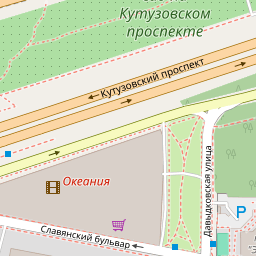 Кутузовском
проспекте
Кутузовский проспект
Океания
Давыдковская улица
Славянский бульвар
P